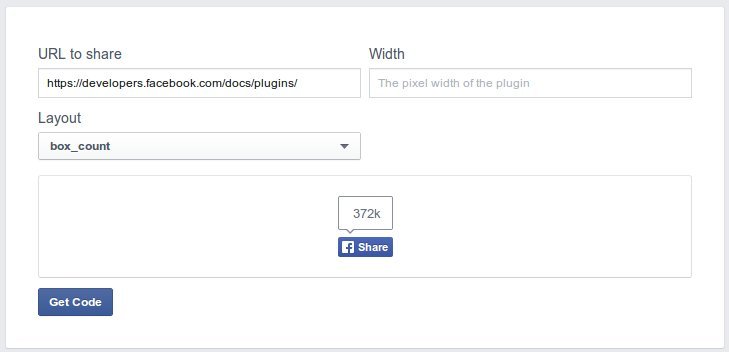 URL to share
Width
https://developers.facebook.com/docs/plugins/
The pixel width of the plugin
Layout
box_count
372k
Share
Get Code